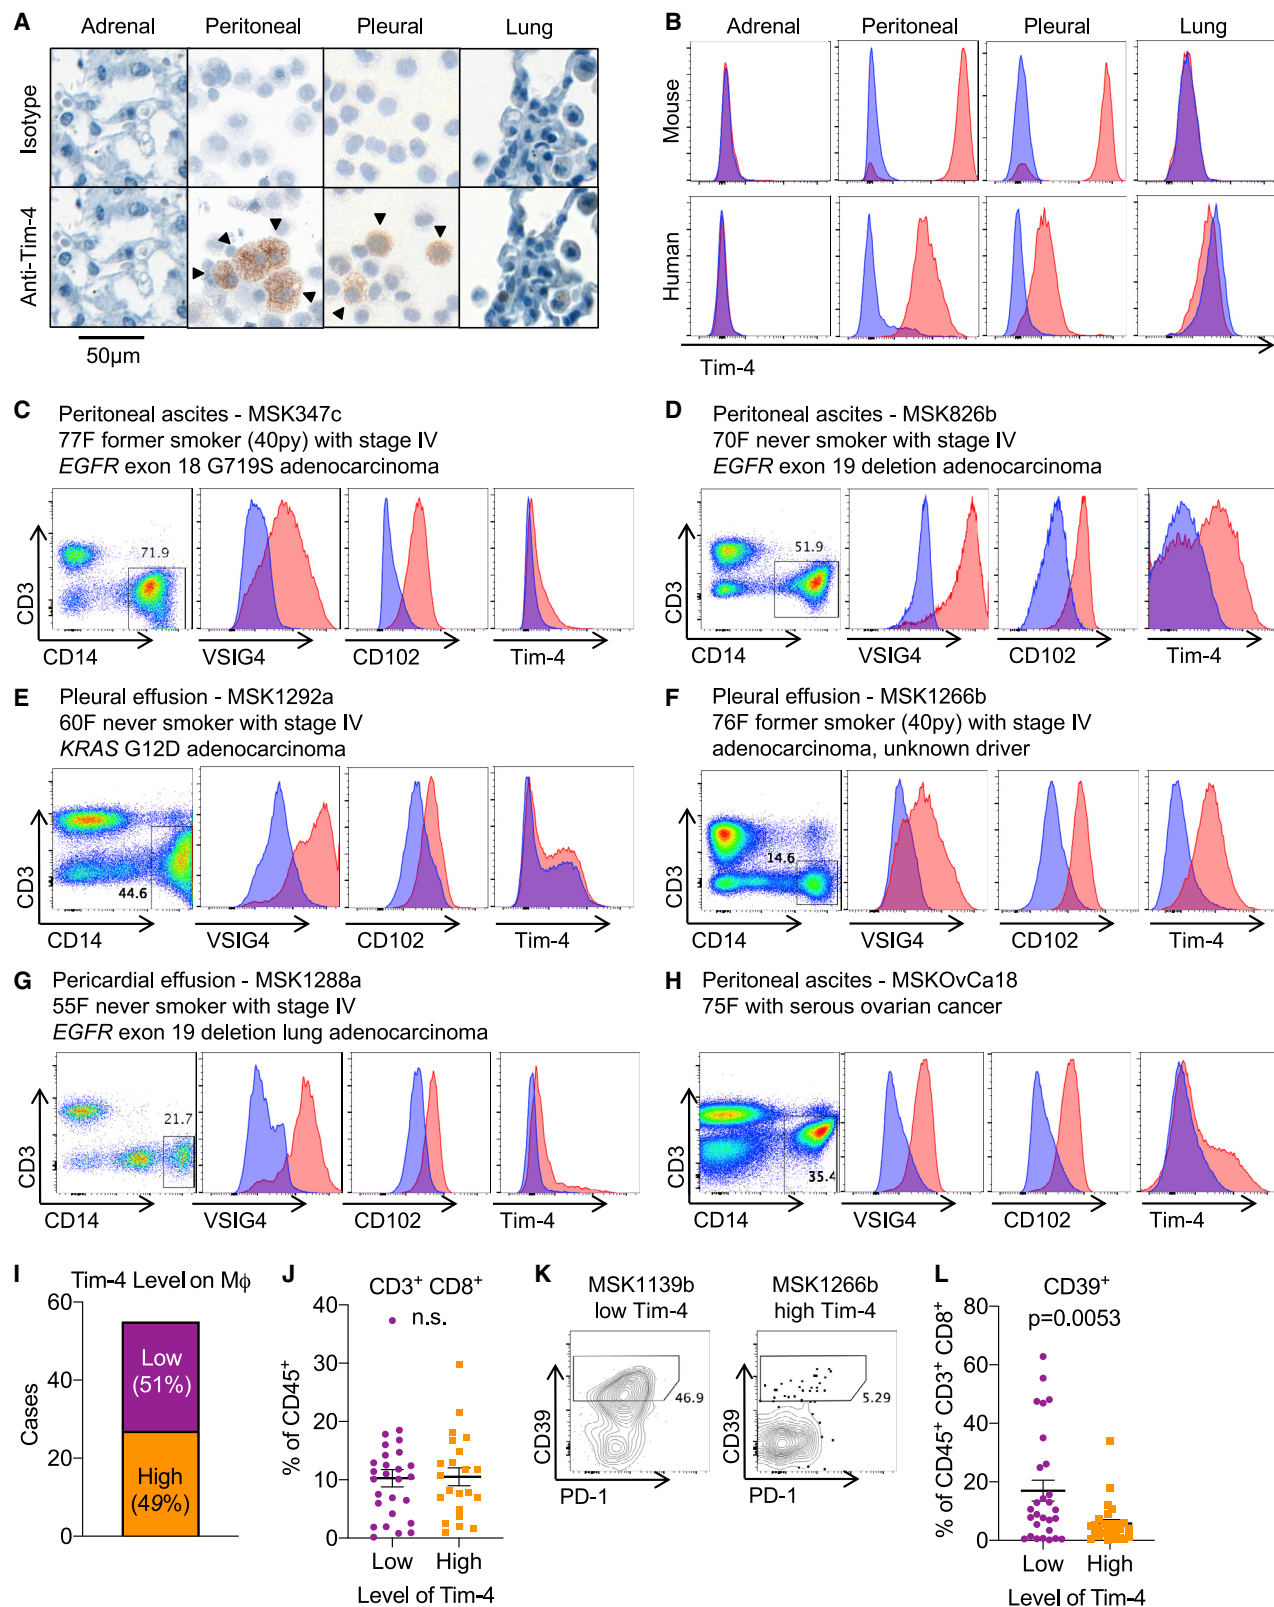 A
Adrenal
Peritoneal
Pleural
Lung
Isotype
Anti-Tim-4
50µm
B
Adrenal
Peritoneal
Pleural
Lung
Mouse
Human
Tim-4
C
Peritoneal ascites - MSK347c
77F former smoker (40py) with stage IV
EGFR exon 18 G719S adenocarcinoma
71.9
CD3
CD14
VSIG4
CD102
Tim-4
D
Peritoneal ascites - MSK826b
70F never smoker with stage IV
EGFR exon 19 deletion adenocarcinoma
51.9
CD3
CD14
VSIG4
CD102
Tim-4
E
Pleural effusion - MSK1292a
60F never smoker with stage IV
KRAS G12D adenocarcinoma
44.6
CD3
CD14
VSIG4
CD102
Tim-4
F
Pleural effusion - MSK1266b
76F former smoker (40py) with stage IV
adenocarcinoma, unknown driver
14.6
CD3
CD14
VSIG4
CD102
Tim-4
G
Pericardial effusion - MSK1288a
55F never smoker with stage IV
EGFR exon 19 deletion lung adenocarcinoma
21.7
CD3
CD14
VSIG4
CD102
Tim-4
H
Peritoneal ascites - MSKOvCa18
75F with serous ovarian cancer
35.4
CD3
CD14
VSIG4
CD102
Tim-4
I
Tim-4 Level on Mϕ
60
40
20
0
Cases
Low
(51%)
High
(49%)
J
CD3⁺ CD8⁺
n.s.
40
30
20
10
0
% of CD45⁺
Low
High
Level of Tim-4
K
MSK1139b
low Tim-4
46.9
CD39
PD-1
MSK1266b
high Tim-4
5.29
CD39
PD-1
L
CD39⁺
p=0.0053
80
60
40
20
0
% of CD45⁺ CD3⁺ CD8⁺
Low
High
Level of Tim-4